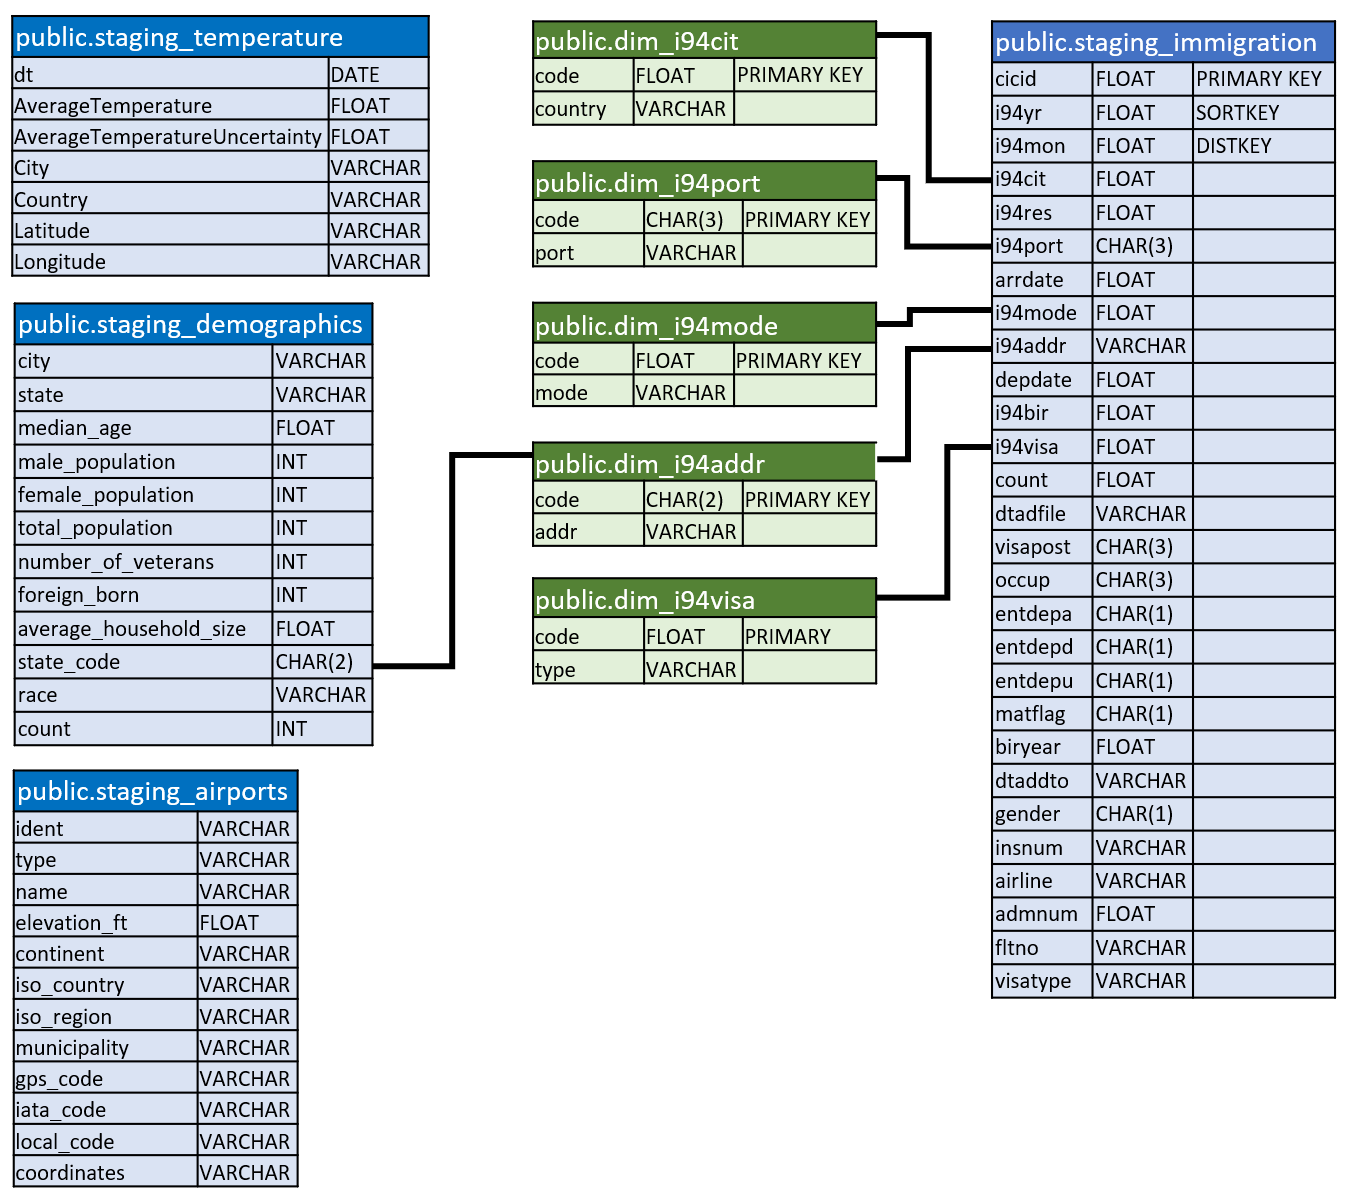 public.staging_temperature
dt DATE
AverageTemperature FLOAT
AverageTemperatureUncertainty FLOAT
City VARCHAR
Country VARCHAR
Latitude VARCHAR
Longitude VARCHAR
public.staging_demographics
city VARCHAR
state VARCHAR
median_age FLOAT
male_population INT
female_population INT
total_population INT
number_of_veterans INT
foreign_born INT
average_household_size FLOAT
state_code CHAR(2)
race VARCHAR
count INT
public.staging_airports
ident VARCHAR
type VARCHAR
name VARCHAR
elevation_ft FLOAT
continent VARCHAR
iso_country VARCHAR
iso_region VARCHAR
municipality VARCHAR
gps_code VARCHAR
iata_code VARCHAR
local_code VARCHAR
coordinates VARCHAR
public.dim_i94cit
code FLOAT PRIMARY KEY
country VARCHAR
public.dim_i94port
code CHAR(3) PRIMARY KEY
port VARCHAR
public.dim_i94mode
code FLOAT PRIMARY KEY
mode VARCHAR
public.dim_i94addr
code CHAR(2) PRIMARY KEY
addr VARCHAR
public.dim_i94visa
code FLOAT PRIMARY
type VARCHAR
public.staging_immigration
cicid FLOAT PRIMARY KEY
i94yr FLOAT SORTKEY
i94mon FLOAT DISTKEY
i94cit FLOAT
i94res FLOAT
i94port CHAR(3)
arrdate FLOAT
i94mode FLOAT
i94addr VARCHAR
depdate FLOAT
i94bir FLOAT
i94visa FLOAT
count FLOAT
dtadfile VARCHAR
visapost CHAR(3)
occup CHAR(3)
entdepa CHAR(1)
entdepd CHAR(1)
entdepu CHAR(1)
matflag CHAR(1)
biryear FLOAT
dtaddto VARCHAR
gender CHAR(1)
insnum VARCHAR
airline VARCHAR
admnum FLOAT
fltno VARCHAR
visatype VARCHAR